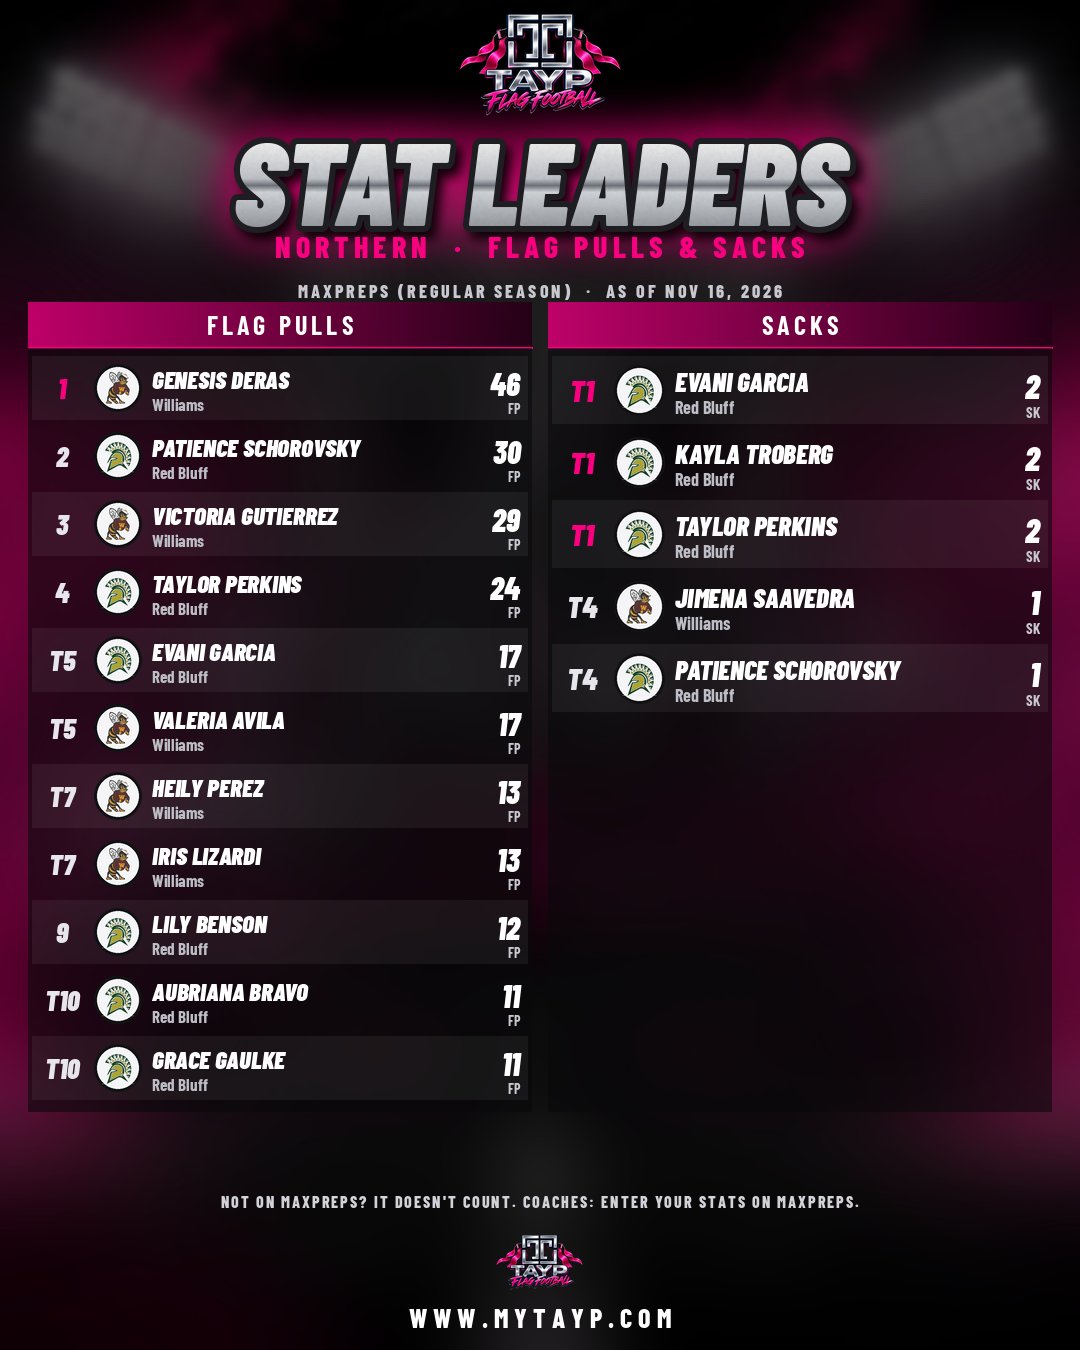 TAYP
FLAG FOOTBALL
STAT LEADERS
NORTHERN · FLAG PULLS & SACKS
MAXPREPS (REGULAR SEASON) · AS OF NOV 16, 2026
FLAG PULLS
1 GENESIS DERAS 46
Williams FP
2 PATIENCE SCHOROVSKY 30
Red Bluff FP
3 VICTORIA GUTIERREZ 29
Williams FP
4 TAYLOR PERKINS 24
Red Bluff FP
T5 EVANI GARCIA 17
Red Bluff FP
T5 VALERIA AVILA 17
Williams FP
T7 HEILY PEREZ 13
Williams FP
T7 IRIS LIZARDI 13
Williams FP
9 LILY BENSON 12
Red Bluff FP
T10 AUBRIANA BRAVO 11
Red Bluff FP
T10 GRACE GAULKE 11
Red Bluff FP
SACKS
T1 EVANI GARCIA 2
Red Bluff SK
T1 KAYLA TROBERG 2
Red Bluff SK
T1 TAYLOR PERKINS 2
Red Bluff SK
T4 JIMENA SAAVEDRA 1
Williams SK
T4 PATIENCE SCHOROVSKY 1
Red Bluff SK
NOT ON MAXPREPS? IT DOESN'T COUNT. COACHES: ENTER YOUR STATS ON MAXPREPS.
TAYP
FLAG FOOTBALL
WWW.MYTAYP.COM